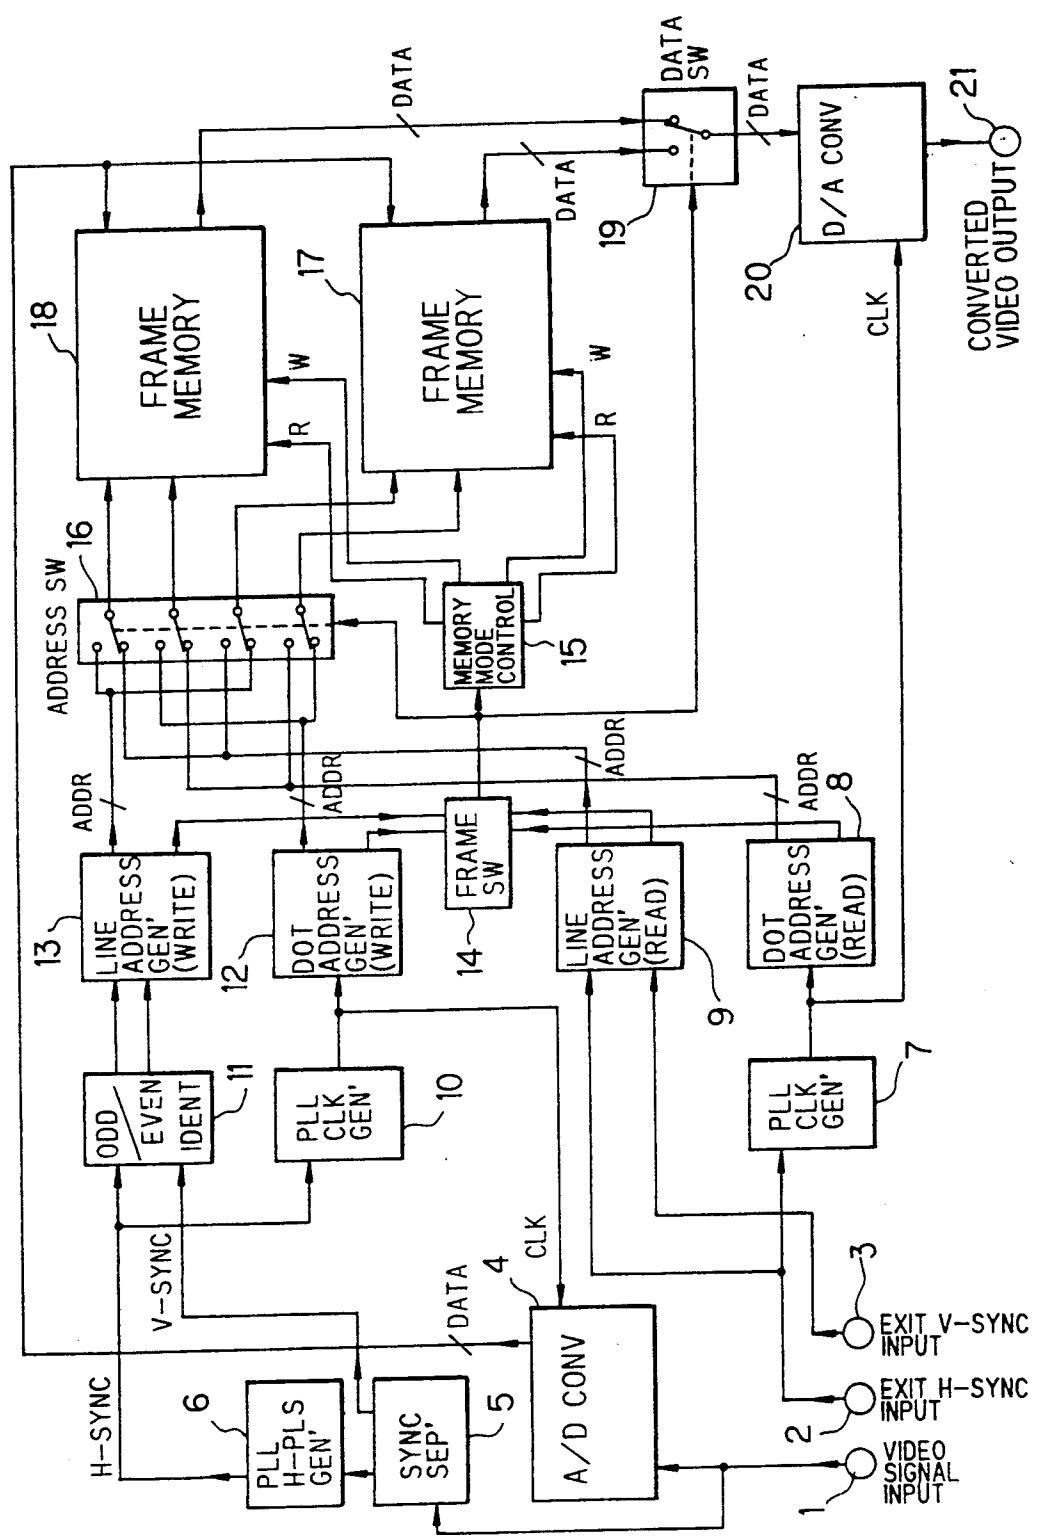 DATA
DATA
DATA
SW
19
DATA
D/A CONV
20
CLK
21
CONVERTED
VIDEO OUTPUT
18
FRAME
MEMORY
17
FRAME
MEMORY
R
W
R
W
ADDRESS SW
16
MEMORY
MODE
CONTROL
15
ADDR
ADDR
ADDR
ADDR
13
LINE
ADDRESS
GEN'
(WRITE)
12
DOT
ADDRESS
GEN'
(WRITE)
FRAME
SW
14
LINE
ADDRESS
GEN'
(READ)
9
DOT
ADDRESS
GEN'
(READ)
8
ODD
/EVEN
IDENT
11
PLL
CLK
GEN'
10
PLL
CLK
GEN'
7
H-SYNC
V-SYNC
CLK
DATA
6
PLL
H-PLS
GEN'
SYNC
SEP'
5
4
A/D CONV
3
EXIT V-SYNC
INPUT
2
EXIT H-SYNC
INPUT
1
VIDEO
SIGNAL
INPUT